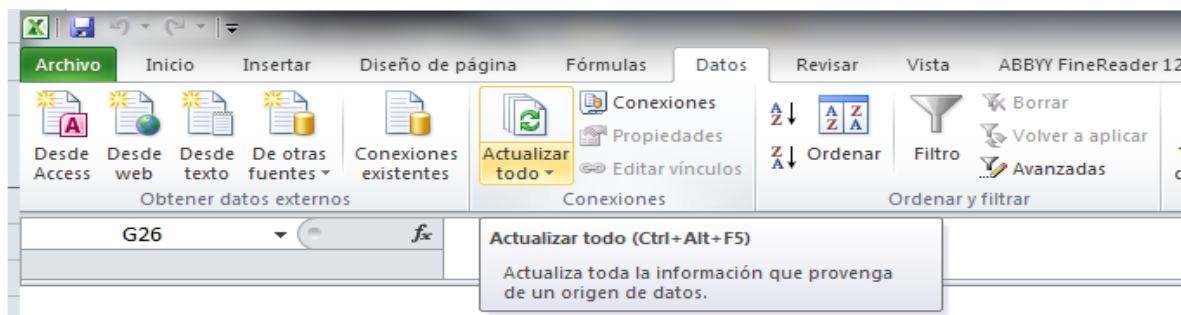 Archivo Inicio Insertar Diseño de página Fórmulas Datos Revisar Vista ABBYY FineReader 12
Desde Access
Desde web
Desde texto
De otras fuentes
Conexiones existentes
Obtener datos externos
Actualizar todo
Conexiones
Propiedades
Editar vínculos
Conexiones
Ordenar
Filtro
Borrar
Volver a aplicar
Avanzadas
Ordenar y filtrar
G26 fx
Actualizar todo (Ctrl+Alt+F5)
Actualiza toda la información que provenga
de un origen de datos.